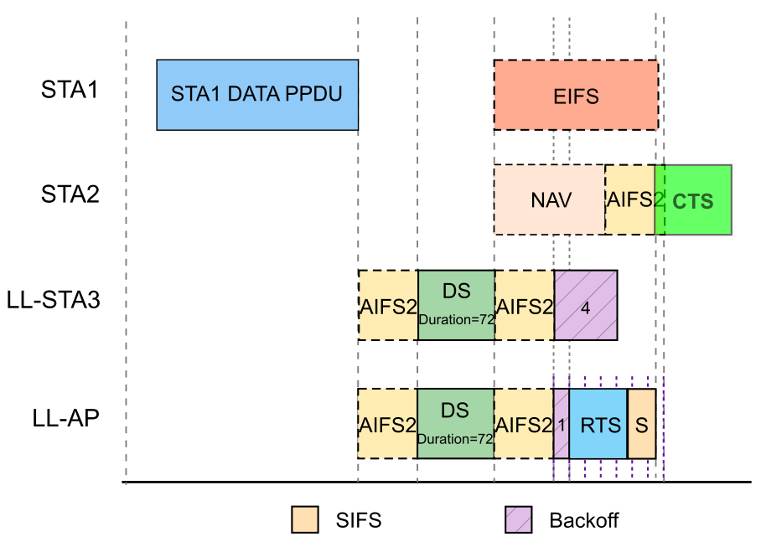 STA1
STA1 DATA PPDU
EIFS
STA2
NAV
AIFS2
CTS
LL-STA3
AIFS2
DS
Duration=72
AIFS2
4
LL-AP
AIFS2
DS
Duration=72
AIFS2
1
RTS
S
SIFS
Backoff